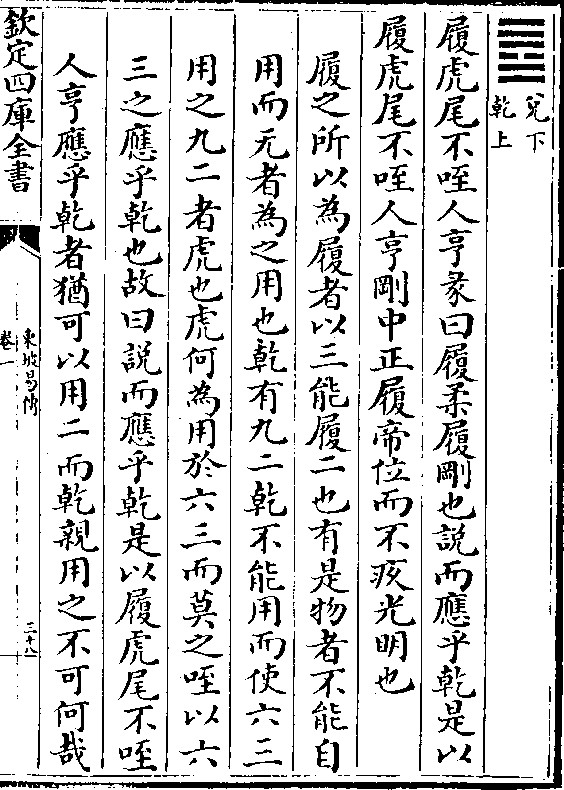 兌下
乾上
履虎尾不咥人亨彖曰履柔履剛也說而應乎乾是以
履虎尾不咥人亨剛中正履帝位而不疚光明也
履之所以為履者以三能履二也有是物者不能自
用而无者為之用也乾有九二乾不能用而使六三
用之九二者虎也虎何為用於六三而莫之咥以六
三之應乎乾也故曰說而應乎乾是以履虎尾不咥
人亨應乎乾者猶可以用二而乾親用之不可何哉
欽定四庫全書
東坡易傳
卷一
三十八